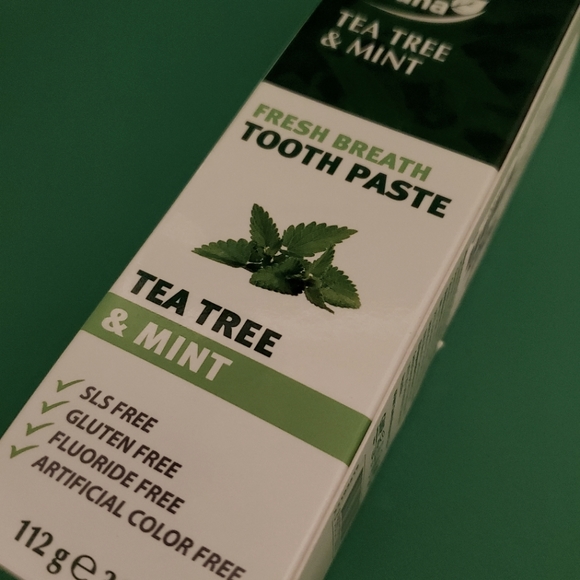 TEA TREE
& MINT
FRESH BREATH
TOOTH PASTE
TEA TREE
& MINT
SLS FREE
GLUTEN FREE
FLUORIDE FREE
ARTIFICIAL COLOR FREE
112 g e